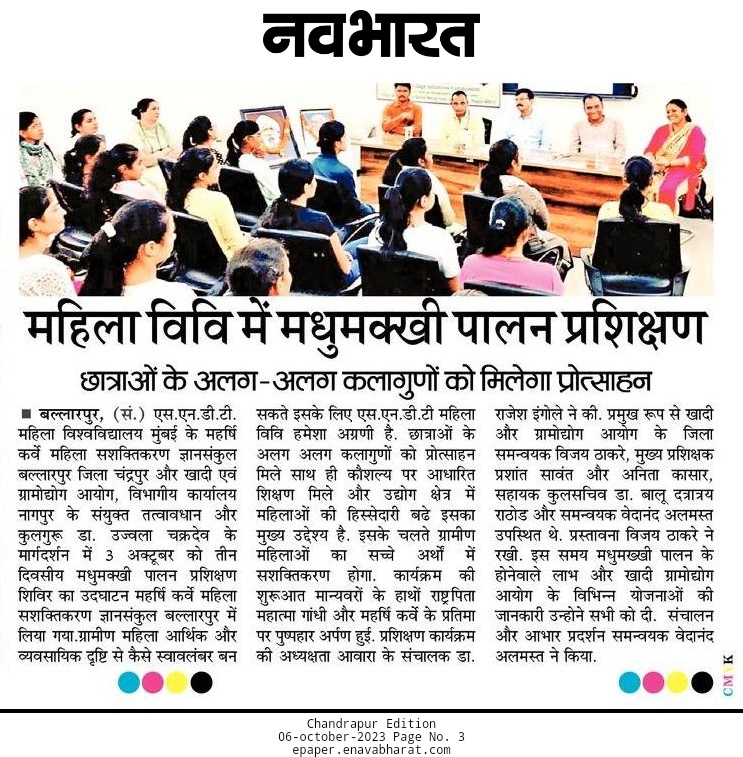 नवभारत
महिला विवि में मधुमक्खी पालन प्रशिक्षण
छात्राओं के अलग-अलग कलागुणों को मिलेगा प्रोत्साहन
■ बल्लारपुर, (सं.) एस.एन.डी.टी.
महिला विश्वविद्यालय मुंबई के महर्षि
कर्वे महिला सशक्तिकरण ज्ञानसंकुल
बल्लारपुर जिला चंद्रपुर और खादी एवं
ग्रामोद्योग आयोग, विभागीय कार्यालय
नागपुर के संयुक्त तत्वावधान और
कुलगुरू डा. उज्वला चक्रदेव के
मार्गदर्शन में 3 अक्टूबर को तीन
दिवसीय मधुमक्खी पालन प्रशिक्षण
शिविर का उदघाटन महर्षि कर्वे महिला
सशक्तिकरण ज्ञानसंकुल बल्लारपुर में
लिया गया.ग्रामीण महिला आर्थिक और
व्यवसायिक दृष्टि से कैसे स्वावलंबर बन
सकते इसके लिए एस.एन.डी.टी महिला
विवि हमेशा अग्रणी है. छात्राओं के
अलग अलग कलागुणों को प्रोत्साहन
मिले साथ ही कौशल्य पर आधारित
शिक्षण मिले और उद्योग क्षेत्र में
महिलाओं की हिस्सेदारी बढे इसका
मुख्य उद्देश्य है. इसके चलते ग्रामीण
महिलाओं का सच्चे अर्थों में
सशक्तिकरण होगा. कार्यक्रम की
शुरूआत मान्यवरों के हाथों राष्ट्रपिता
महात्मा गांधी और महर्षि कर्वे के प्रतिमा
पर पुष्पहार अर्पण हुई. प्रशिक्षण कार्यक्रम
की अध्यक्षता आवारा के संचालक डा.
राजेश इंगोले ने की. प्रमुख रूप से खादी
और ग्रामोद्योग आयोग के जिला
समन्वयक विजय ठाकरे, मुख्य प्रशिक्षक
प्रशांत सावंत और अनिता कासार,
सहायक कुलसचिव डा. बालू दत्रात्रय
राठोड और समन्वयक वेदानंद अलमस्त
उपस्थित थे. प्रस्तावना विजय ठाकरे ने
रखी. इस समय मधुमख्खी पालन के
होनेवाले लाभ और खादी ग्रामोद्योग
आयोग के विभिन्न योजनाओं की
जानकारी उन्होने सभी को दी. संचालन
और आभार प्रदर्शन समन्वयक वेदानंद
अलमस्त ने किया.
CMYK
Chandrapur Edition
06-october-2023 Page No. 3
epaper.enavabharat.com